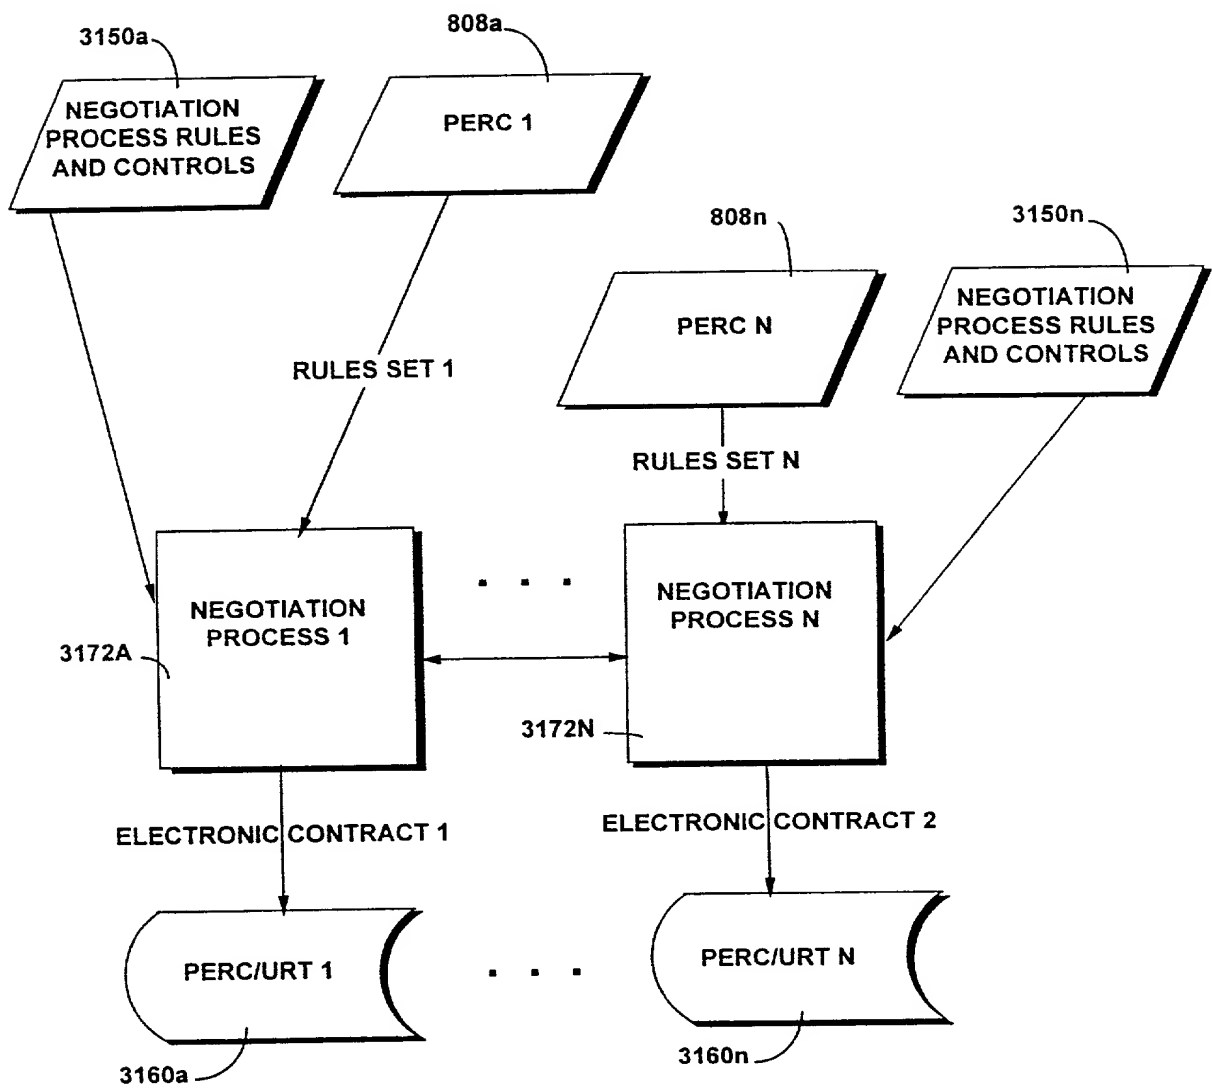 3150a
808a
NEGOTIATION
PROCESS RULES
AND CONTROLS
PERC 1
808n
3150n
PERC N
NEGOTIATION
PROCESS RULES
AND CONTROLS
RULES SET 1
RULES SET N
NEGOTIATION
PROCESS 1
NEGOTIATION
PROCESS N
3172A
3172N
ELECTRONIC CONTRACT 1
ELECTRONIC CONTRACT 2
PERC/URT 1
PERC/URT N
3160a
3160n